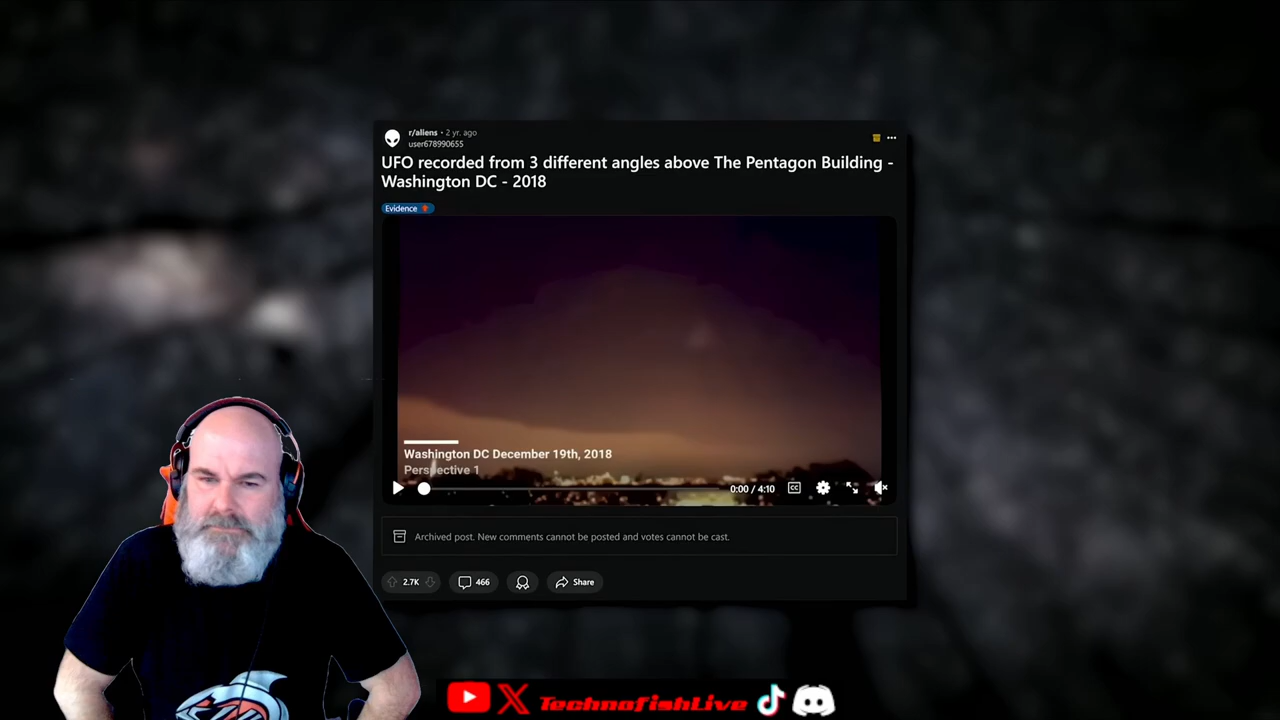 r/aliens • 2 yr. ago
user678990655
UFO recorded from 3 different angles above The Pentagon Building -
Washington DC - 2018
Evidence
Washington DC December 19th, 2018
Perspective 1
0:00 / 4:10
CC
Archived post. New comments cannot be posted and votes cannot be cast.
2.7K
466
Share
TechnofishLive